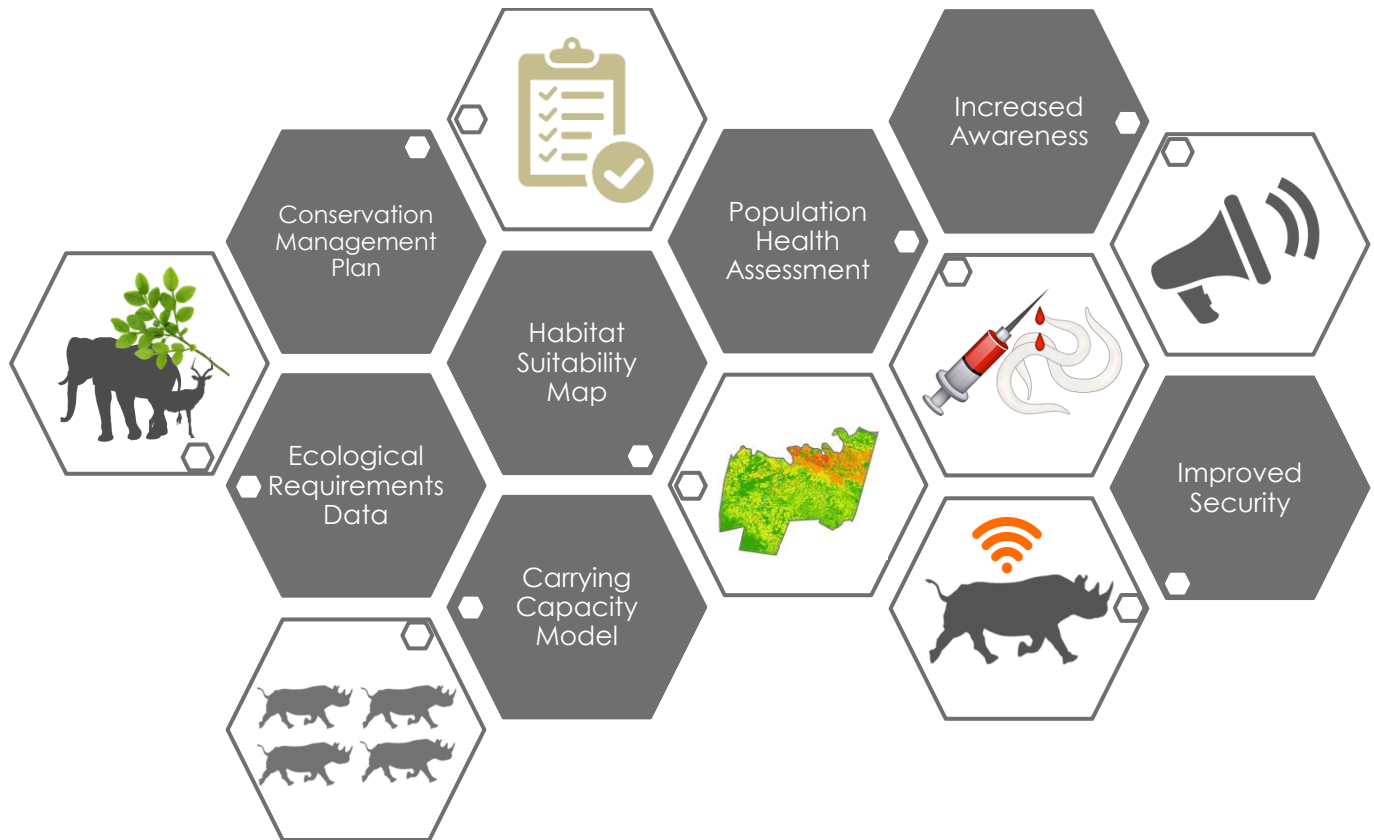 Increased
Awareness
Conservation
Management
Plan
Population
Health
Assessment
Habitat
Suitability
Map
Ecological
Requirements
Data
Improved
Security
Carrying
Capacity
Model